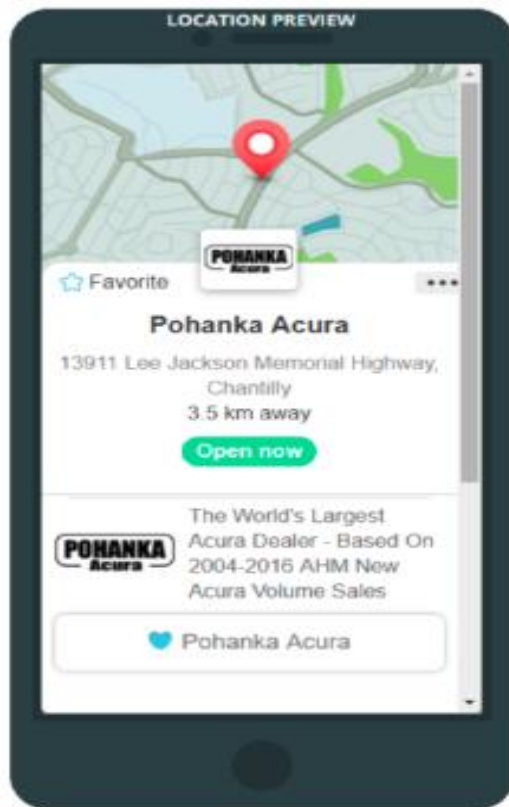 LOCATION PREVIEW
POHANKA
Acura
Favorite
Pohanka Acura
13911 Lee Jackson Memorial Highway,
Chantilly
3.5 km away
Open now
POHANKA
Acura
The World's Largest
Acura Dealer - Based On
2004-2016 AHM New
Acura Volume Sales
Pohanka Acura